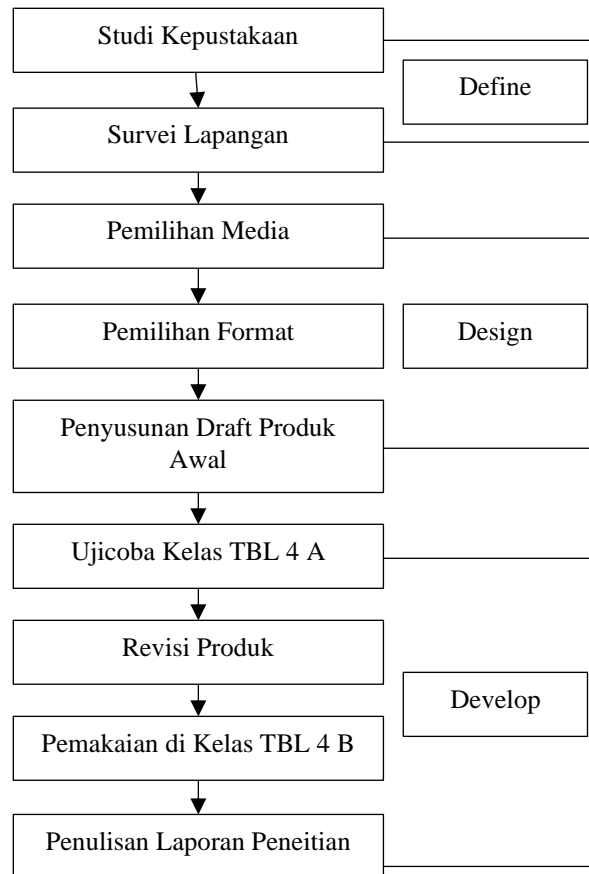 Studi Kepustakaan
Define
Survei Lapangan
Pemilihan Media
Pemilihan Format
Design
Penyusunan Draft Produk
Awal
Ujicoba Kelas TBL 4 A
Revisi Produk
Develop
Pemakaian di Kelas TBL 4 B
Penulisan Laporan Peneitian